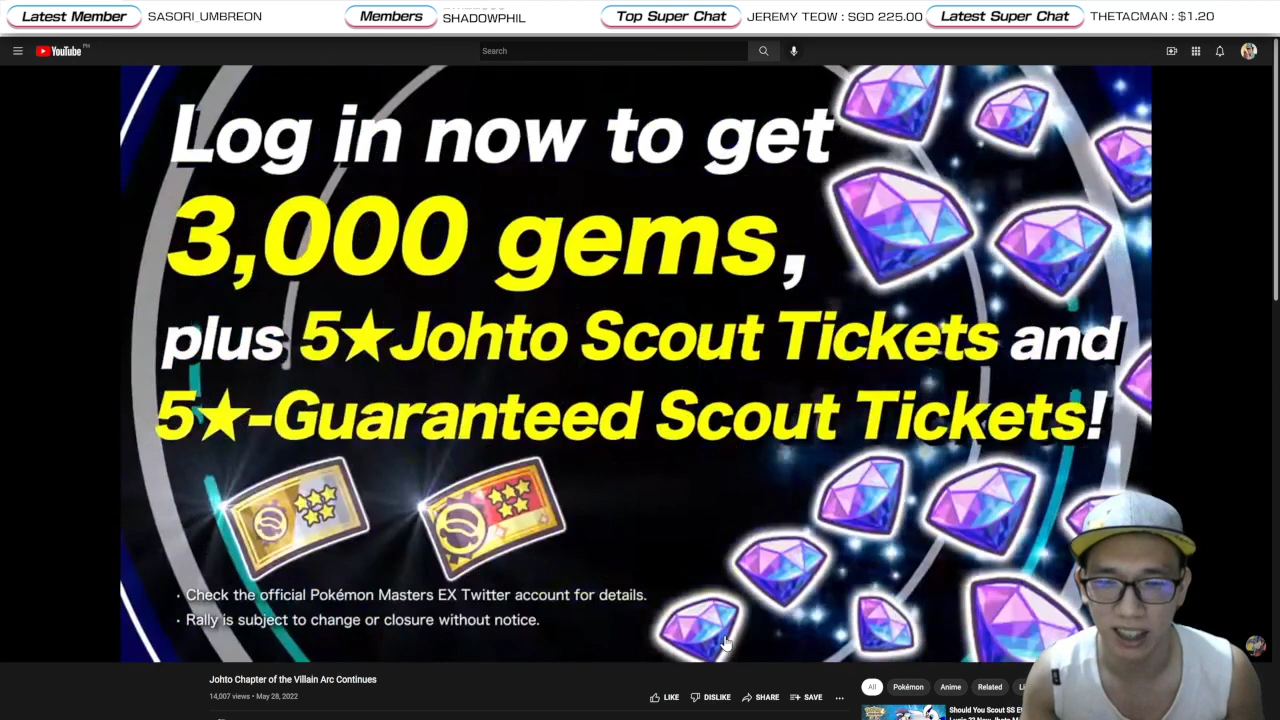 Latest Member SASORI_UMBREON Members SHADOWPHIL Top Super Chat JEREMY TEOW : SGD 225.00 Latest Super Chat THETACMAN : $1.20
YouTube PH Search
Log in now to get
3,000 gems,
plus 5★Johto Scout Tickets and
5★-Guaranteed Scout Tickets!
· Check the official Pokémon Masters EX Twitter account for details.
· Rally is subject to change or closure without notice.
Johto Chapter of the Villain Arc Continues
14,007 views • May 28, 2022
LIKE DISLIKE SHARE SAVE ...
All Pokémon Anime Related
Should You Scout SS